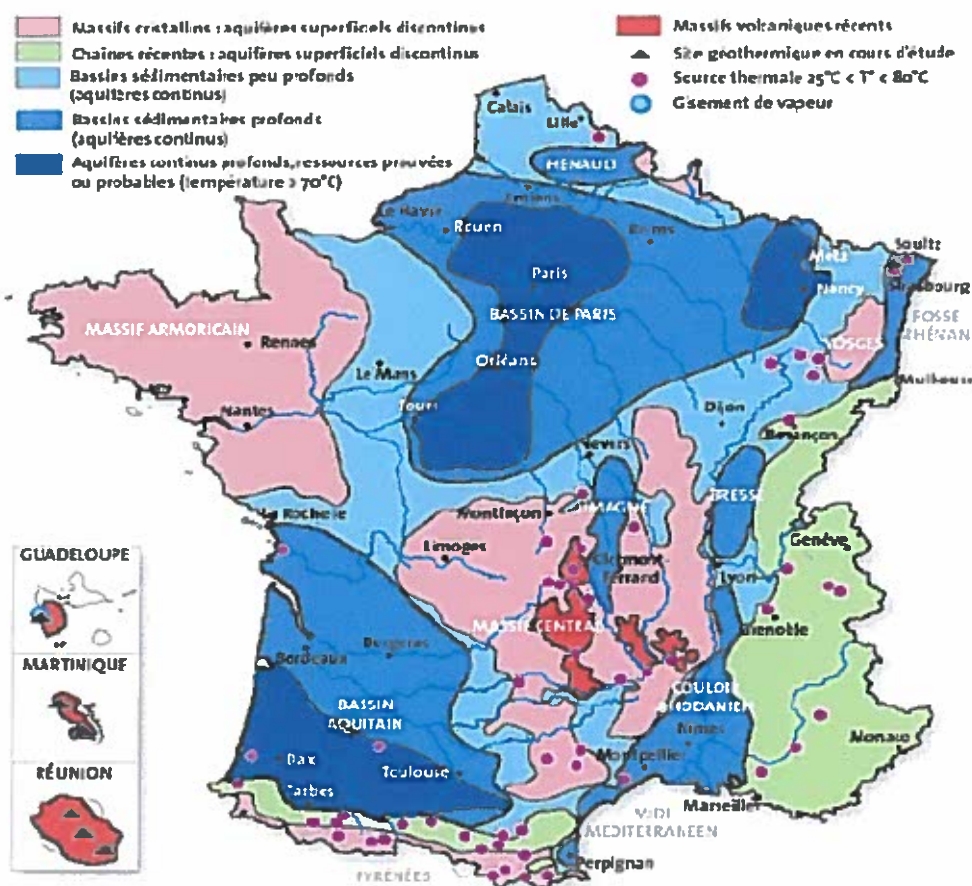 Massifs cristallins : aquifères superficiels discontinus
Chaînes récentes : aquifères superficiels discontinus
Bassins sédimentaires peu profonds
(aquifères continus)
Bassins sédimentaires profonds
(aquifères continus)
Aquifères continus profonds, ressources prouvées
ou probables (température > 70°C)
Massifs volcaniques récents
Site géothermique en cours d'étude
Source thermale 25°C < T° < 80°C
Gisement de vapeur
Calais
Lille
HENAULT
Amiens
Le Havre
Rouen
Reims
Metz
Soultz
Strasbourg
Paris
Nancy
FOSSÉ
RHÉNAN
BASSIN DE PARIS
VOSGES
MASSIF ARMORICAIN
Rennes
Orléans
Le Mans
Mulhouse
Tours
Nantes
Dijon
Besançon
Nevers
BRESSE
La Rochelle
Montluçon
LIMAGNE
Genève
Limoges
Clermont-
Ferrand
Lyon
GUADELOUPE
MASSIF CENTRAL
Grenoble
Bordeaux
Bergerac
MARTINIQUE
COULOIR
RHODANIEN
BASSIN
AQUITAIN
Nimes
Monaco
Montpellier
Dax
Toulouse
RÉUNION
Tarbes
Marseille
MIDI
MEDITERRANEEN
Perpignan
PYRÉNÉES